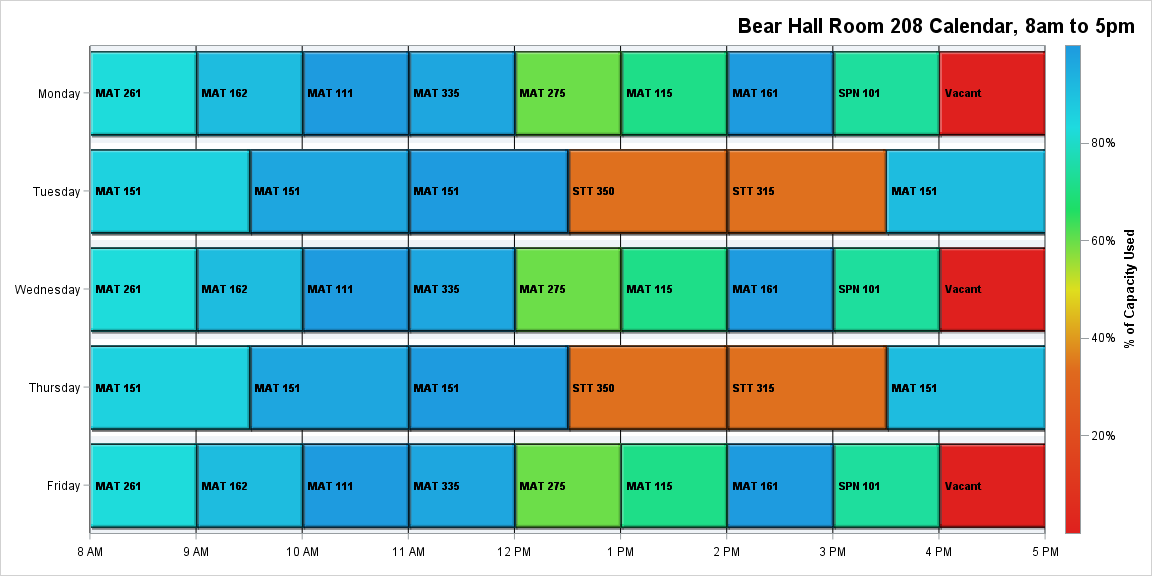 Bear Hall Room 208 Calendar, 8am to 5pm
Monday MAT 261 MAT 162 MAT 111 MAT 335 MAT 275 MAT 115 MAT 161 SPN 101 Vacant
80%
Tuesday MAT 151 MAT 151 MAT 151 STT 350 STT 315 MAT 151
60%
Wednesday MAT 261 MAT 162 MAT 111 MAT 335 MAT 275 MAT 115 MAT 161 SPN 101 Vacant
% of Capacity Used
40%
Thursday MAT 151 MAT 151 MAT 151 STT 350 STT 315 MAT 151
20%
Friday MAT 261 MAT 162 MAT 111 MAT 335 MAT 275 MAT 115 MAT 161 SPN 101 Vacant
8 AM 9 AM 10 AM 11 AM 12 PM 1 PM 2 PM 3 PM 4 PM 5 PM